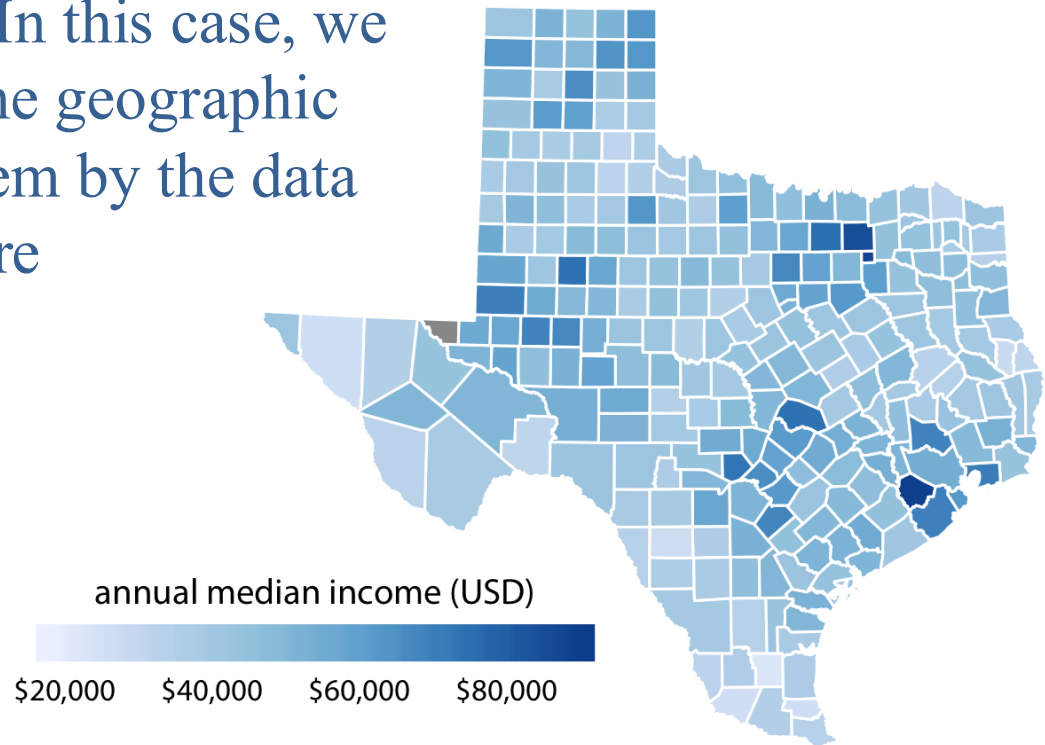 In this case, we
ne geographic
em by the data
re
annual median income (USD)
$20,000 $40,000 $60,000 $80,000